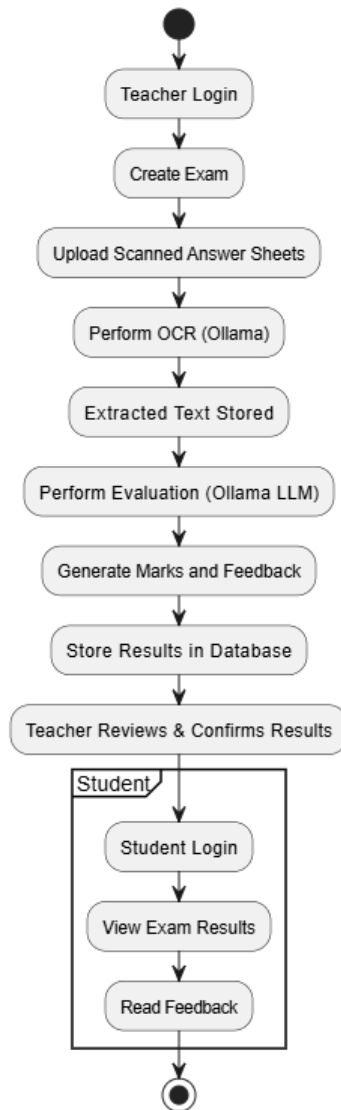 Teacher Login
Create Exam
Upload Scanned Answer Sheets
Perform OCR (Ollama)
Extracted Text Stored
Perform Evaluation (Ollama LLM)
Generate Marks and Feedback
Store Results in Database
Teacher Reviews & Confirms Results
Student
Student Login
View Exam Results
Read Feedback